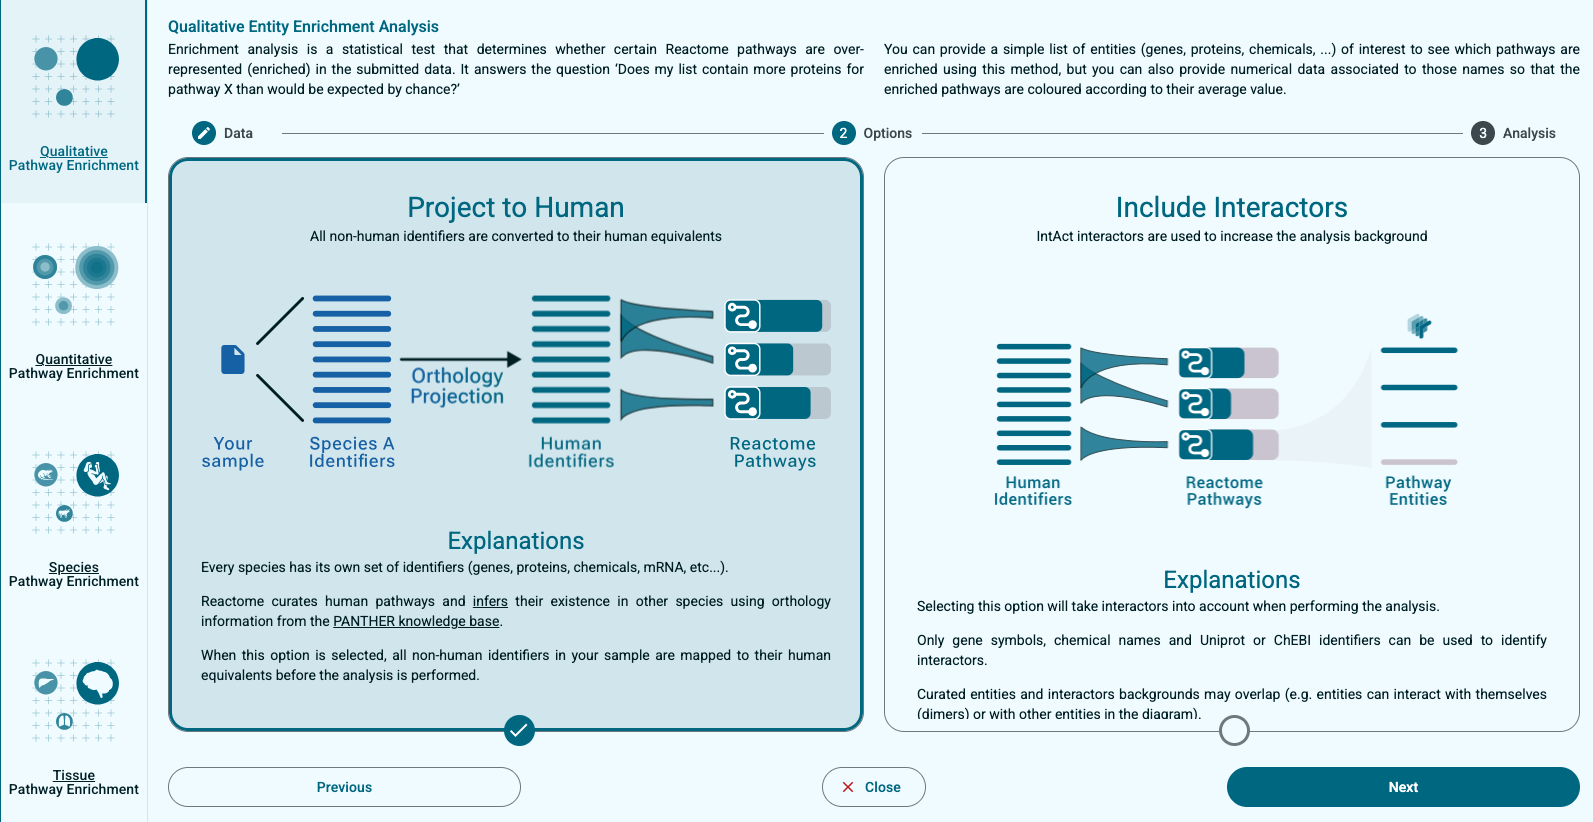 Qualitative
Pathway Enrichment
Quantitative
Pathway Enrichment
Species
Pathway Enrichment
Tissue
Pathway Enrichment
Qualitative Entity Enrichment Analysis
Enrichment analysis is a statistical test that determines whether certain Reactome pathways are over-
represented (enriched) in the submitted data. It answers the question ‘Does my list contain more proteins for
pathway X than would be expected by chance?’
You can provide a simple list of entities (genes, proteins, chemicals, ...) of interest to see which pathways are
enriched using this method, but you can also provide numerical data associated to those names so that the
enriched pathways are coloured according to their average value.
Data
2 Options
3 Analysis
Project to Human
All non-human identifiers are converted to their human equivalents
Orthology
Projection
Your
sample
Species A
Identifiers
Human
Identifiers
Reactome
Pathways
Explanations
Every species has its own set of identifiers (genes, proteins, chemicals, mRNA, etc...).
Reactome curates human pathways and infers their existence in other species using orthology
information from the PANTHER knowledge base.
When this option is selected, all non-human identifiers in your sample are mapped to their human
equivalents before the analysis is performed.
Include Interactors
IntAct interactors are used to increase the analysis background
Human
Identifiers
Reactome
Pathways
Pathway
Entities
Explanations
Selecting this option will take interactors into account when performing the analysis.
Only gene symbols, chemical names and Uniprot or ChEBI identifiers can be used to identify
interactors.
Curated entities and interactors backgrounds may overlap (e.g. entities can interact with themselves
(dimers) or with other entities in the diagram).
Previous
Close
Next